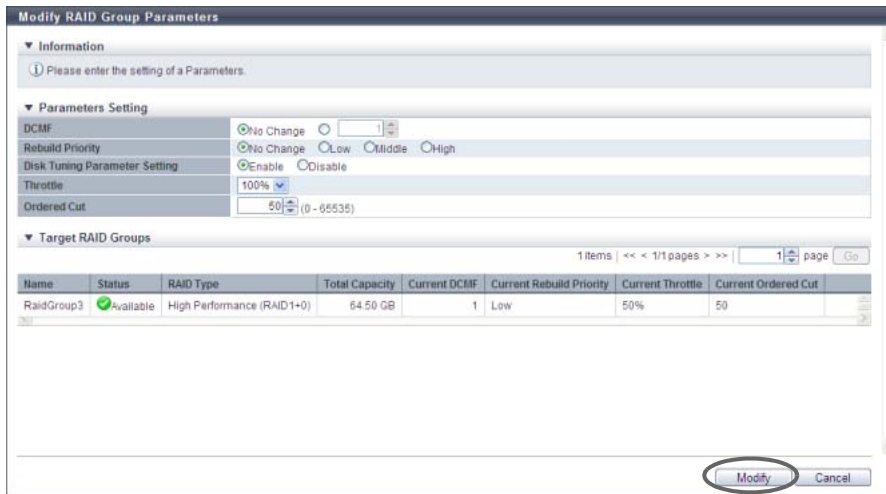 Modify RAID Group Parameters
Information
Please enter the setting of a Parameters.
Parameters Setting
DCMF No Change 1
Rebuild Priority No Change Low Middle High
Disk Tuning Parameter Setting Enable Disable
Throttle 100%
Ordered Cut 50 (0 - 65535)
Target RAID Groups
1 items | << < 1/1 pages > >> | 1 page Go
Name Status RAID Type Total Capacity Current DCMF Current Rebuild Priority Current Throttle Current Ordered Cut
RaidGroup3 Available High Performance (RAID1+0) 64.50 GB 1 Low 50% 50
Modify Cancel